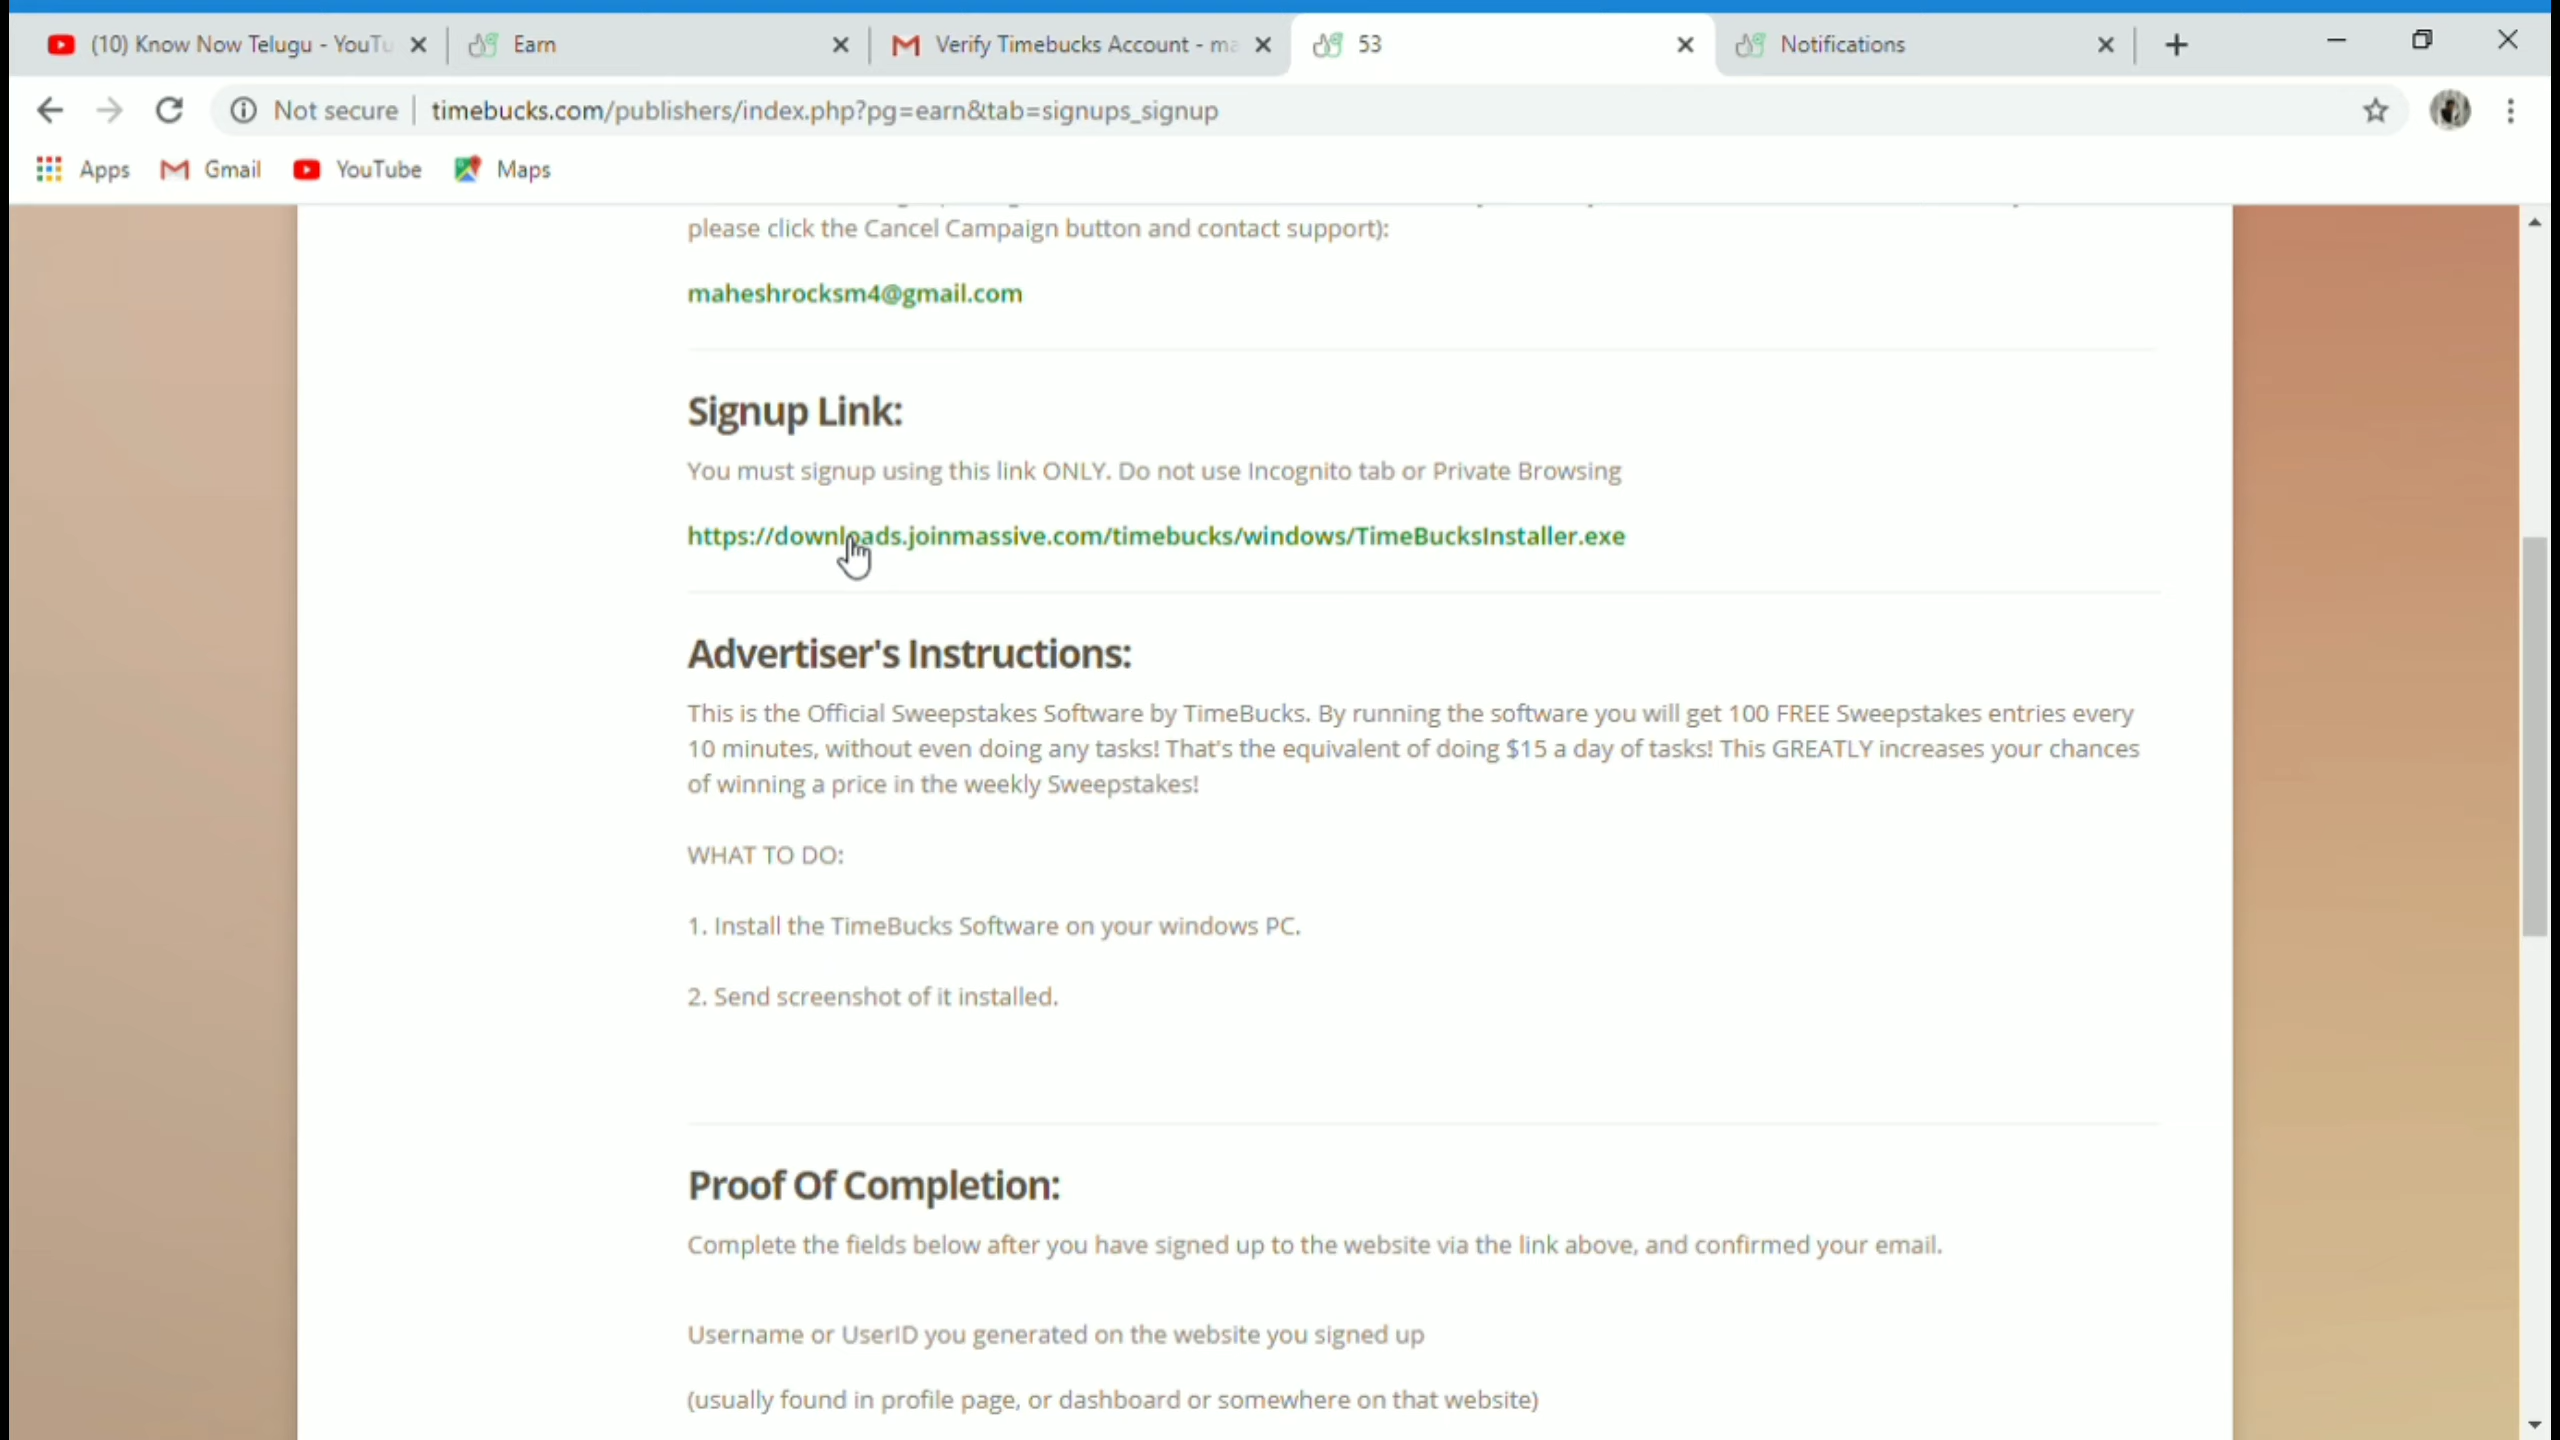 (10) Know Now Telugu - YouTu
Earn
Verify Timebucks Account - ma
53
Notifications
Not secure
timebucks.com/publishers/index.php?pg=earn&tab=signups_signup
Apps
Gmail
YouTube
Maps
please click the Cancel Campaign button and contact support):
maheshrocksm4@gmail.com
Signup Link:
You must signup using this link ONLY. Do not use Incognito tab or Private Browsing
https://downloads.joinmassive.com/timebucks/windows/TimeBucksInstaller.exe
Advertiser's Instructions:
This is the Official Sweepstakes Software by TimeBucks. By running the software you will get 100 FREE Sweepstakes entries every
10 minutes, without even doing any tasks! That's the equivalent of doing $15 a day of tasks! This GREATLY increases your chances
of winning a price in the weekly Sweepstakes!
WHAT TO DO:
1. Install the TimeBucks Software on your windows PC.
2. Send screenshot of it installed.
Proof Of Completion:
Complete the fields below after you have signed up to the website via the link above, and confirmed your email.
Username or UserID you generated on the website you signed up
(usually found in profile page, or dashboard or somewhere on that website)